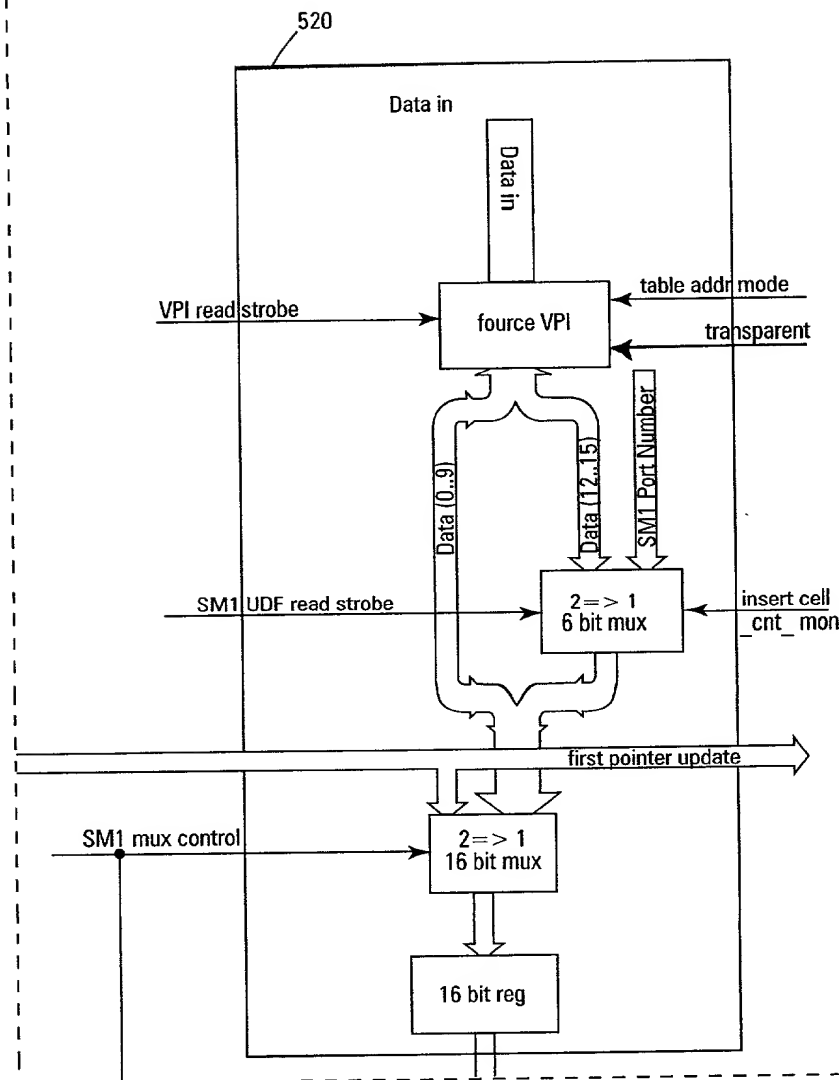 520
Data in
Data in
table addr mode
VPI read strobe
fource VPI
transparent
SM1 Port Number
Data (0..9)
Data (12..15)
SM1 UDF read strobe
2=> 1
6 bit mux
insert cell
_cnt_ mon
first pointer update
SM1 mux control
2=> 1
16 bit mux
16 bit reg